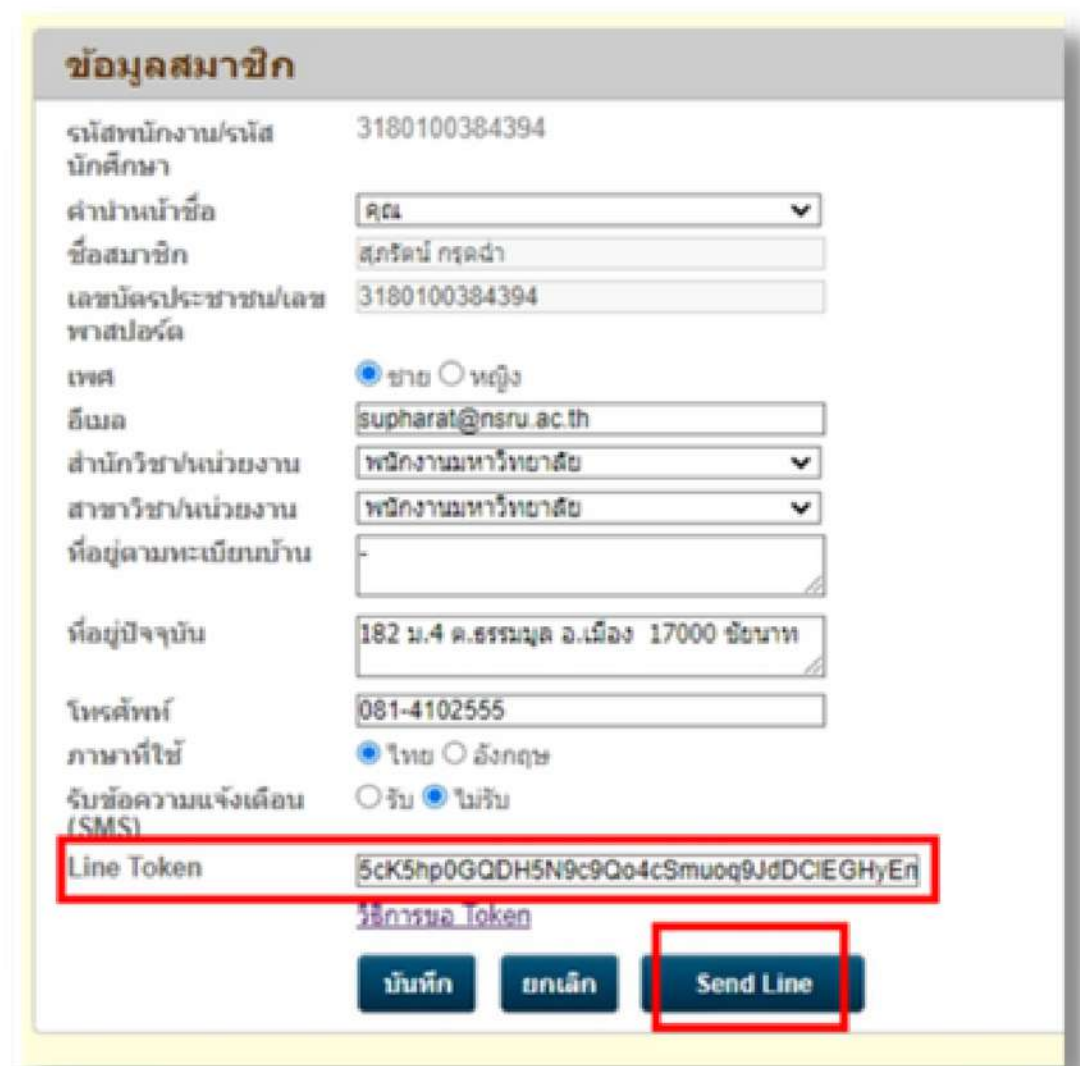 ข้อมูลสมาชิก
รหัสพนักงาน/รหัส 3180100384394
นักศึกษา
คำนำหน้าชื่อ คุณ
ชื่อสมาชิก สุภรัตน์ กรุดฉ่ำ
เลขบัตรประชาชน/เลข 3180100384394
พาสปอร์ต
เพศ ชาย หญิง
อีเมล supharat@nsru.ac.th
สำนักวิชา/หน่วยงาน พนักงานมหาวิทยาลัย
สาขาวิชา/หน่วยงาน พนักงานมหาวิทยาลัย
ที่อยู่ตามทะเบียนบ้าน -
ที่อยู่ปัจจุบัน 182 ม.4 ต.ธรรมมูล อ.เมือง 17000 ชัยนาท
โทรศัพท์ 081-4102555
ภาษาที่ใช้ ไทย อังกฤษ
รับข้อความแจ้งเตือน รับ ไม่รับ
(SMS)
Line Token 5cK5hp0GQDH5N9c9Qo4cSmuoq9JdDClEGHyEn
วิธีการขอ Token
บันทึก ยกเลิก Send Line